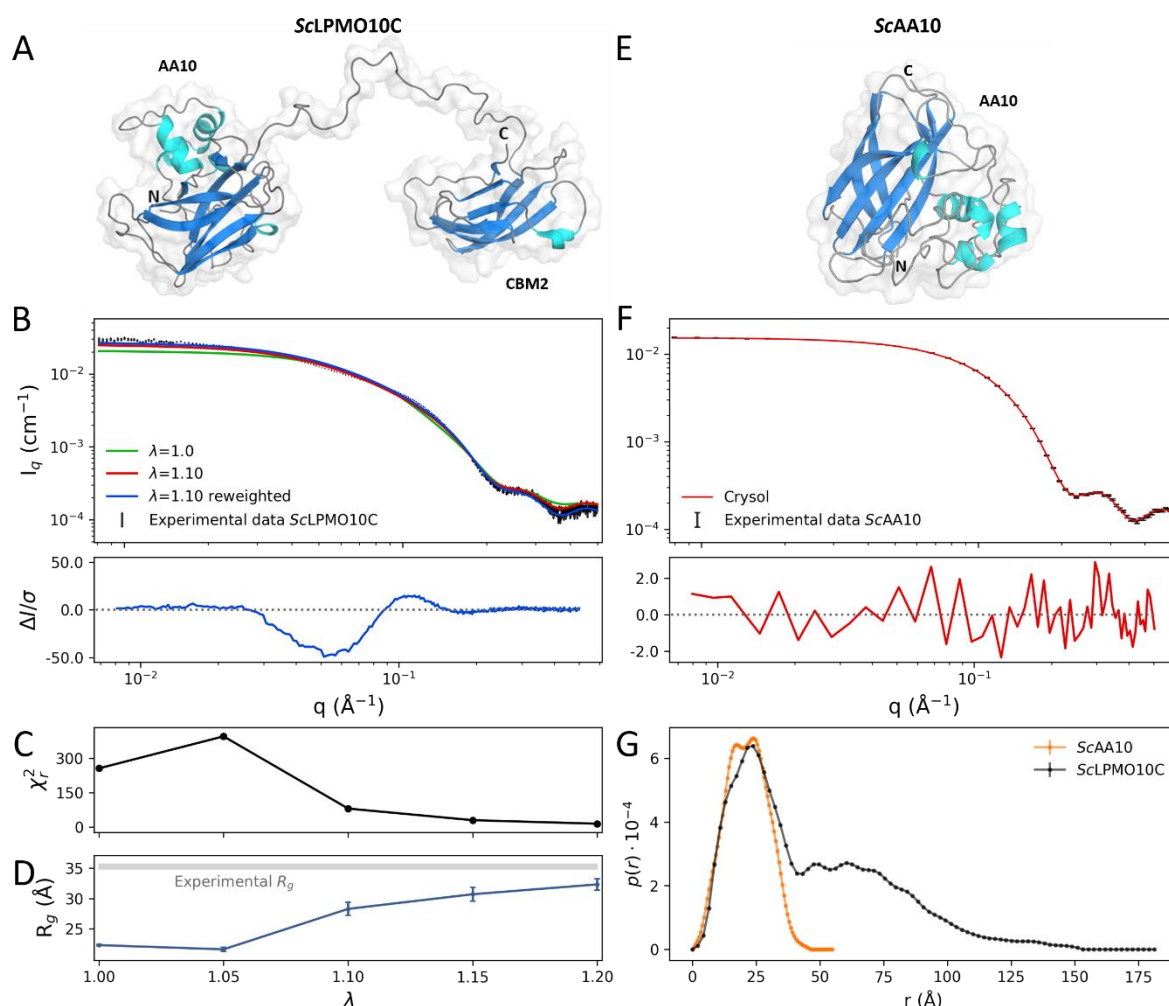 ScLPMO10C
ScAA10
A
AA10
N
C
CBM2
E
C
AA10
N
B
10⁻²
10⁻³
10⁻⁴
I_q (cm⁻¹)
λ=1.0
λ=1.10
λ=1.10 reweighted
Experimental data ScLPMO10C
50.0
0.0
-50.0
ΔI/σ
10⁻²
10⁻¹
q (Å⁻¹)
F
10⁻²
10⁻³
10⁻⁴
Crysol
Experimental data ScAA10
2.0
0.0
-2.0
10⁻²
10⁻¹
q (Å⁻¹)
C
300
150
0
χ²_r
D
35
30
25
R_g (Å)
Experimental R_g
1.00
1.05
1.10
1.15
1.20
λ
G
6
4
2
0
p(r) · 10⁻⁴
ScAA10
ScLPMO10C
0
25
50
75
100
125
150
175
r (Å)